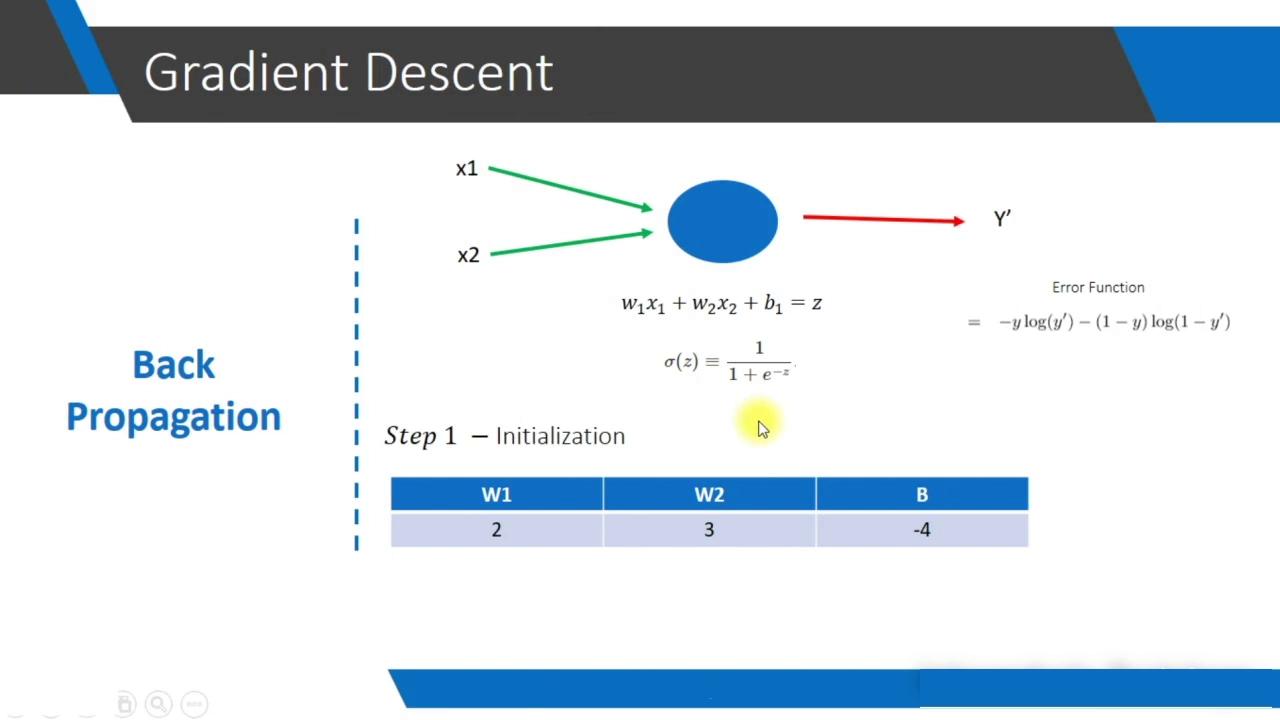 Gradient Descent
x1
x2
Y’
w₁x₁ + w₂x₂ + b₁ = z
σ(z) ≡ 1 / (1 + e⁻ᶻ)
Error Function
= −y log(y′) − (1 − y) log(1 − y′)
Back
Propagation
Step 1 – Initialization
W1 W2 B
2 3 -4